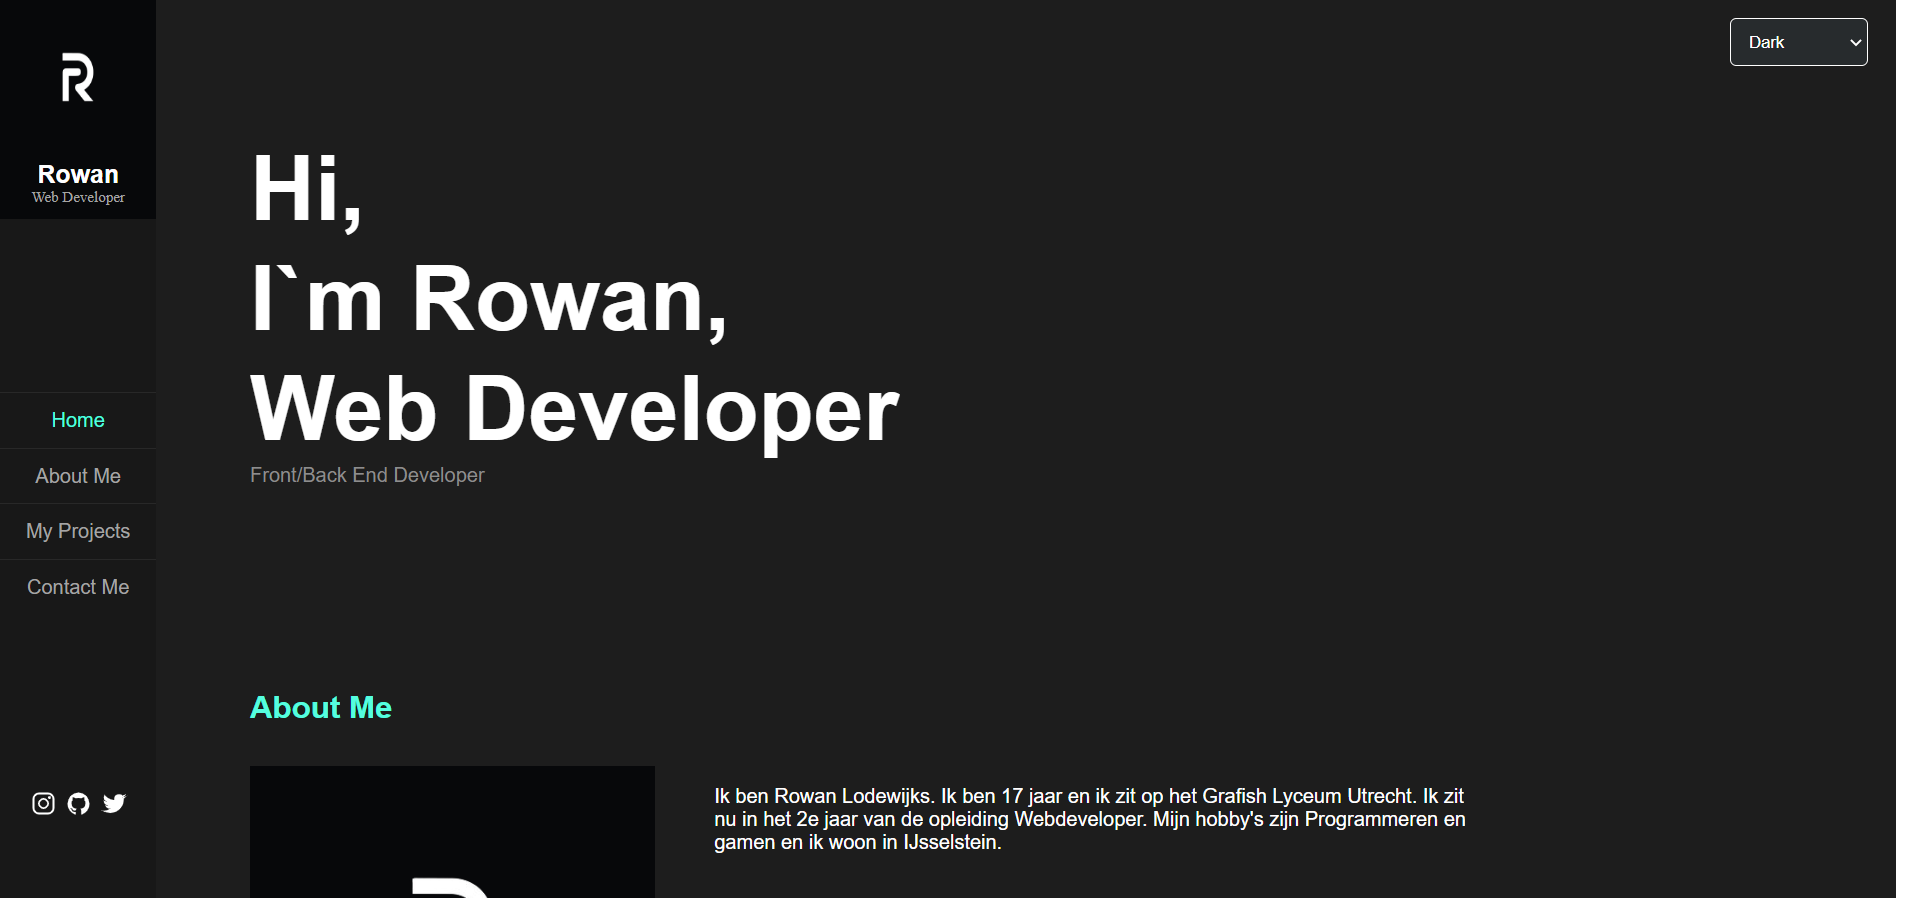 R
Rowan
Web Developer
Home
About Me
My Projects
Contact Me
Dark
Hi,
I`m Rowan,
Web Developer
Front/Back End Developer
About Me
Ik ben Rowan Lodewijks. Ik ben 17 jaar en ik zit op het Grafish Lyceum Utrecht. Ik zit
nu in het 2e jaar van de opleiding Webdeveloper. Mijn hobby's zijn Programmeren en
gamen en ik woon in IJsselstein.